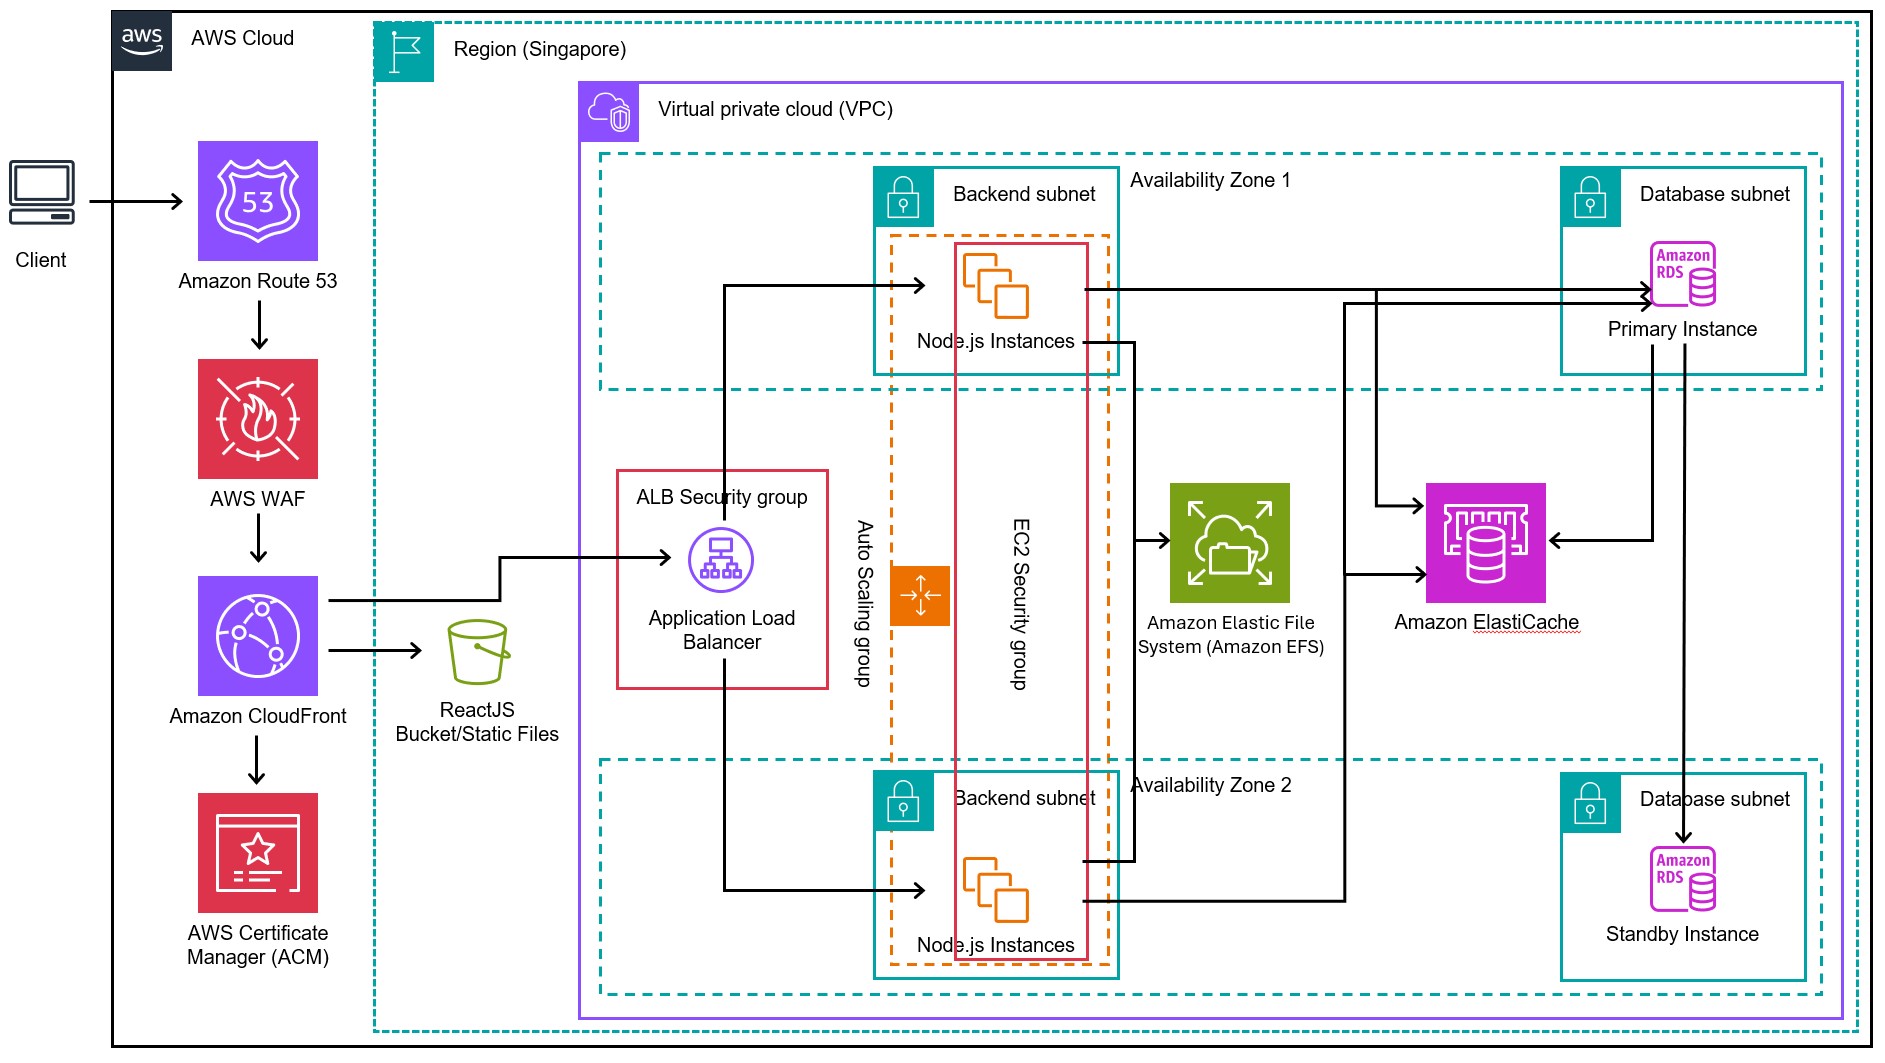 aws
AWS Cloud
Region (Singapore)
Virtual private cloud (VPC)
Client
53
Amazon Route 53
AWS WAF
Amazon CloudFront
AWS Certificate
Manager (ACM)
ReactJS
Bucket/Static Files
ALB Security group
Application Load
Balancer
Auto Scaling group
EC2 Security group
Backend subnet
Availability Zone 1
Node.js Instances
Database subnet
Amazon
RDS
Primary Instance
Amazon Elastic File
System (Amazon EFS)
Amazon ElastiCache
Backend subnet
Availability Zone 2
Node.js Instances
Database subnet
Amazon
RDS
Standby Instance